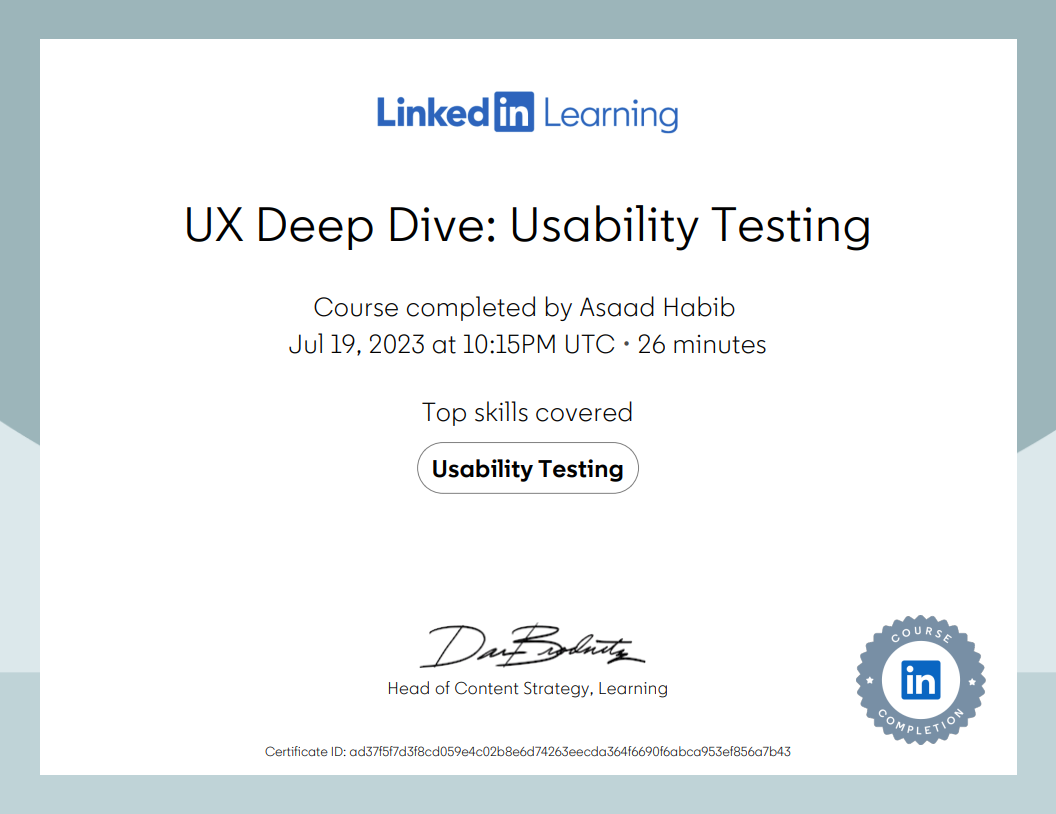 Linked in Learning
UX Deep Dive: Usability Testing
Course completed by Asaad Habib
Jul 19, 2023 at 10:15PM UTC • 26 minutes
Top skills covered
Usability Testing
Dan Brodnitz
Head of Content Strategy, Learning
COURSE
in
COMPLETION
Certificate ID: ad37f5f7d3f8cd059e4c02b8e6d74263eecda364f6690f6abca953ef856a7b43